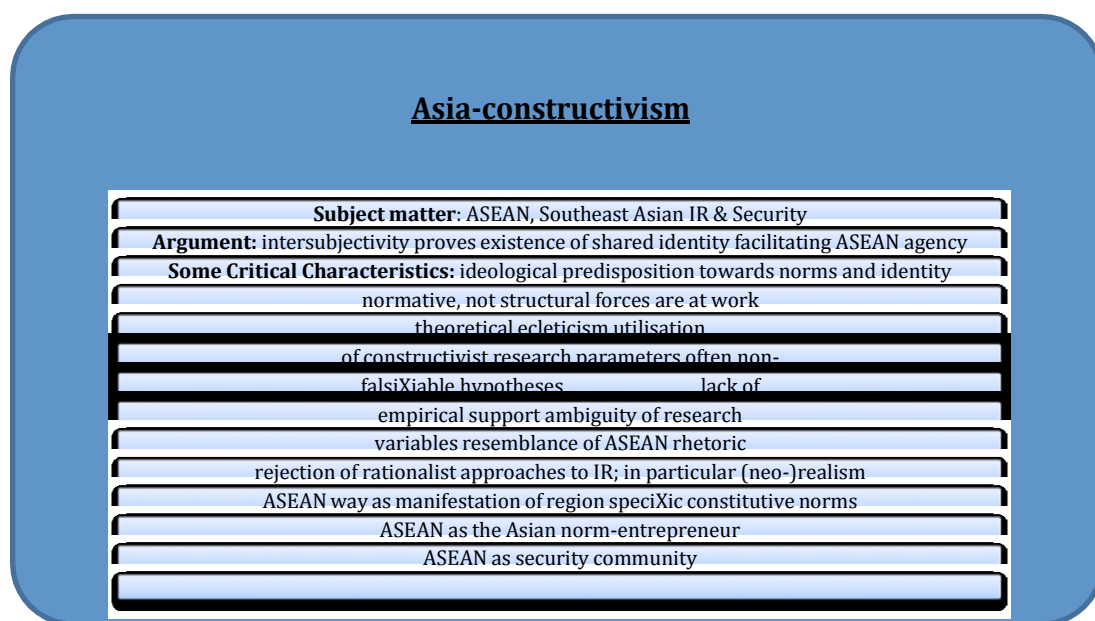 Asia-constructivism
Subject matter: ASEAN, Southeast Asian IR & Security
Argument: intersubjectivity proves existence of shared identity facilitating ASEAN agency
Some Critical Characteristics: ideological predisposition towards norms and identity
normative, not structural forces are at work
theoretical ecleticism utilisation
of constructivist research parameters often non-
falsiXiable hypotheses lack of
empirical support ambiguity of research
variables resemblance of ASEAN rhetoric
rejection of rationalist approaches to IR; in particular (neo-)realism
ASEAN way as manifestation of region speciXic constitutive norms
ASEAN as the Asian norm-entrepreneur
ASEAN as security community